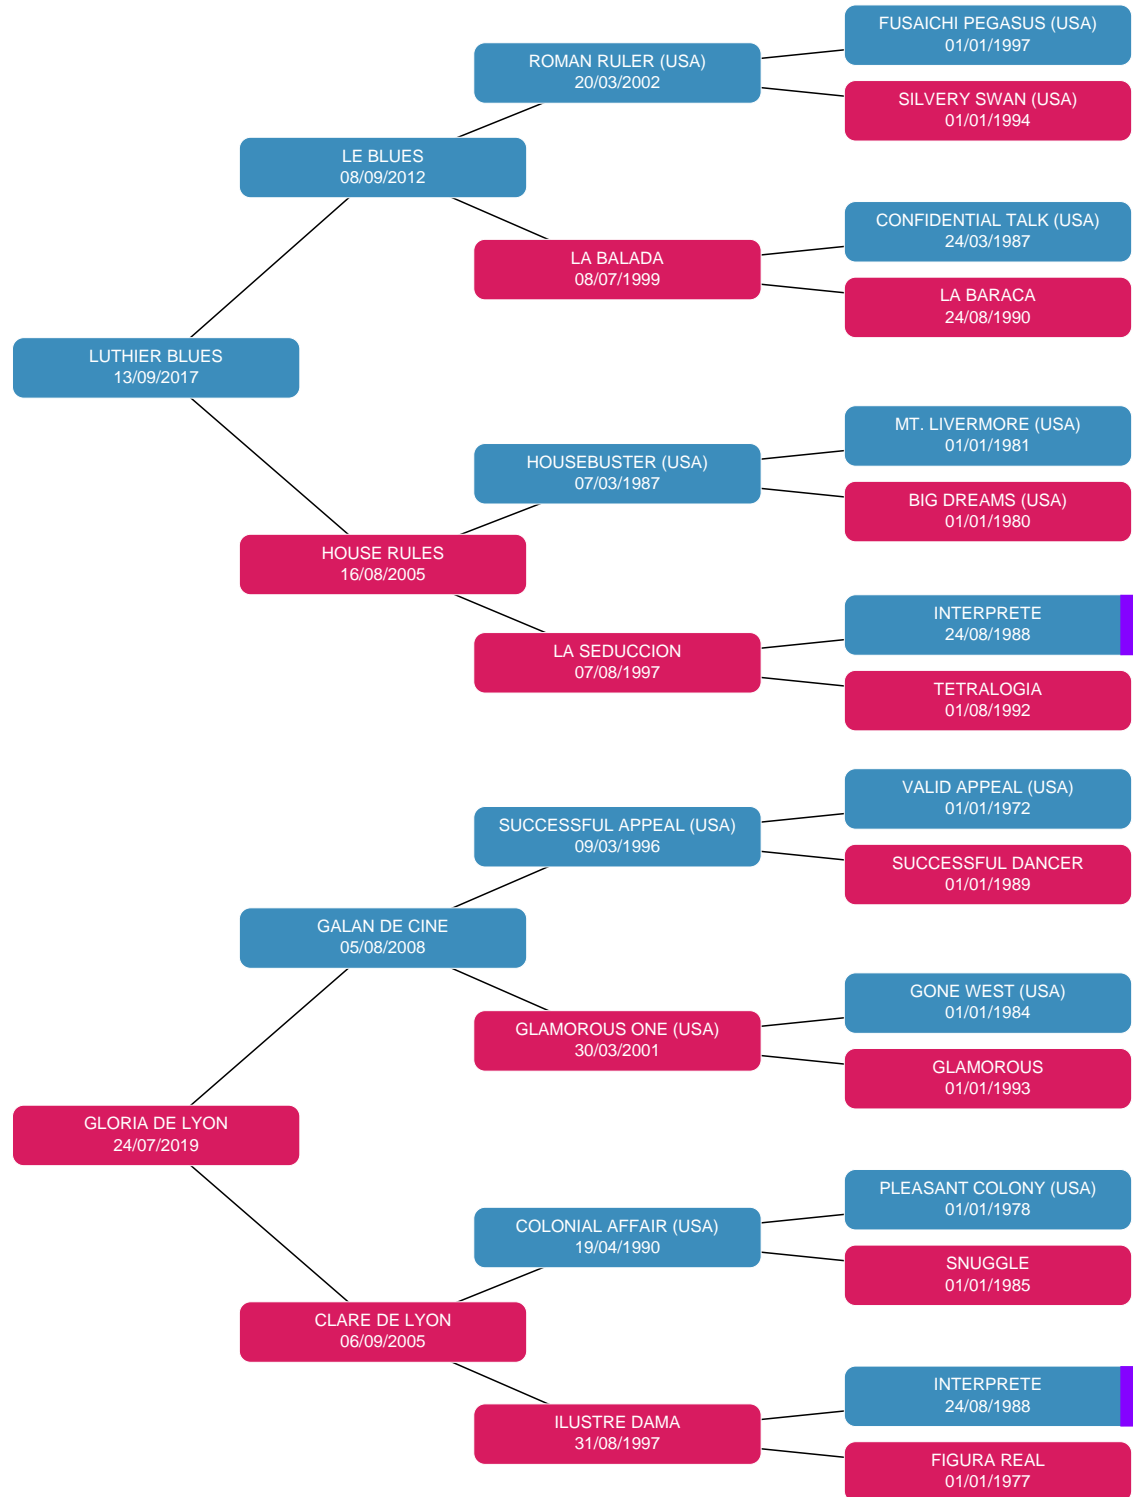 FUSAICHI PEGASUS (USA)
01/01/1997
ROMAN RULER (USA)
20/03/2002
SILVERY SWAN (USA)
01/01/1994
LE BLUES
08/09/2012
CONFIDENTIAL TALK (USA)
24/03/1987
LA BALADA
08/07/1999
LA BARACA
24/08/1990
LUTHIER BLUES
13/09/2017
MT. LIVERMORE (USA)
01/01/1981
HOUSEBUSTER (USA)
07/03/1987
BIG DREAMS (USA)
01/01/1980
HOUSE RULES
16/08/2005
INTERPRETE
24/08/1988
LA SEDUCCION
07/08/1997
TETRALOGIA
01/08/1992
VALID APPEAL (USA)
01/01/1972
SUCCESSFUL APPEAL (USA)
09/03/1996
SUCCESSFUL DANCER
01/01/1989
GALAN DE CINE
05/08/2008
GONE WEST (USA)
01/01/1984
GLAMOROUS ONE (USA)
30/03/2001
GLAMOROUS
01/01/1993
GLORIA DE LYON
24/07/2019
PLEASANT COLONY (USA)
01/01/1978
COLONIAL AFFAIR (USA)
19/04/1990
SNUGGLE
01/01/1985
CLARE DE LYON
06/09/2005
INTERPRETE
24/08/1988
ILUSTRE DAMA
31/08/1997
FIGURA REAL
01/01/1977